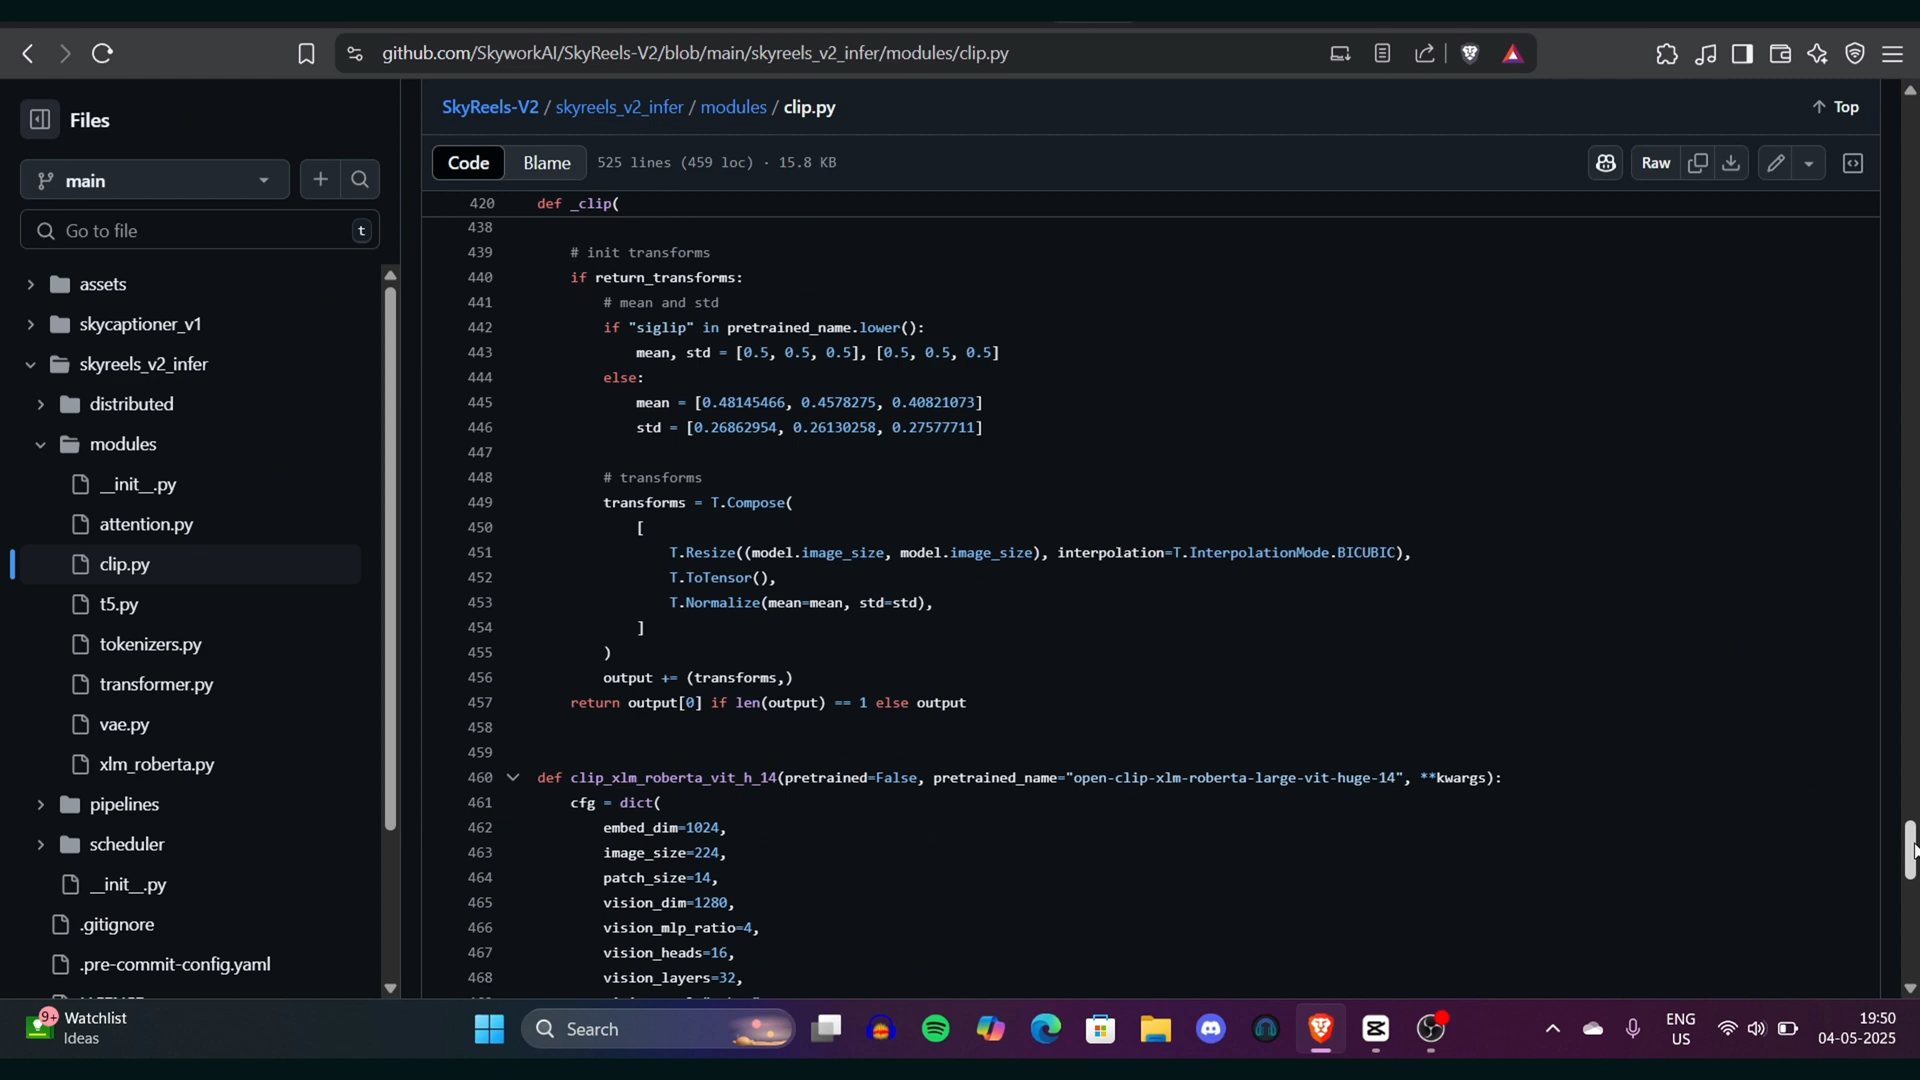 github.com/SkyworkAI/SkyReels-V2/blob/main/skyreels_v2_infer/modules/clip.py
Files
main
Go to file
t
assets
skycaptioner_v1
skyreels_v2_infer
distributed
modules
__init__.py
attention.py
clip.py
t5.py
tokenizers.py
transformer.py
vae.py
xlm_roberta.py
pipelines
scheduler
__init__.py
.gitignore
.pre-commit-config.yaml
SkyReels-V2 / skyreels_v2_infer / modules / clip.py
Top
Code Blame 525 lines (459 loc) · 15.8 KB
Raw
420 def _clip(
438
439 # init transforms
440 if return_transforms:
441 # mean and std
442 if "siglip" in pretrained_name.lower():
443 mean, std = [0.5, 0.5, 0.5], [0.5, 0.5, 0.5]
444 else:
445 mean = [0.48145466, 0.4578275, 0.40821073]
446 std = [0.26862954, 0.26130258, 0.27577711]
447
448 # transforms
449 transforms = T.Compose(
450 [
451 T.Resize((model.image_size, model.image_size), interpolation=T.InterpolationMode.BICUBIC),
452 T.ToTensor(),
453 T.Normalize(mean=mean, std=std),
454 ]
455 )
456 output += (transforms,)
457 return output[0] if len(output) == 1 else output
458
459
460 def clip_xlm_roberta_vit_h_14(pretrained=False, pretrained_name="open-clip-xlm-roberta-large-vit-huge-14", **kwargs):
461 cfg = dict(
462 embed_dim=1024,
463 image_size=224,
464 patch_size=14,
465 vision_dim=1280,
466 vision_mlp_ratio=4,
467 vision_heads=16,
468 vision_layers=32,
9+
Watchlist
Ideas
Search
ENG
US
19:50
04-05-2025